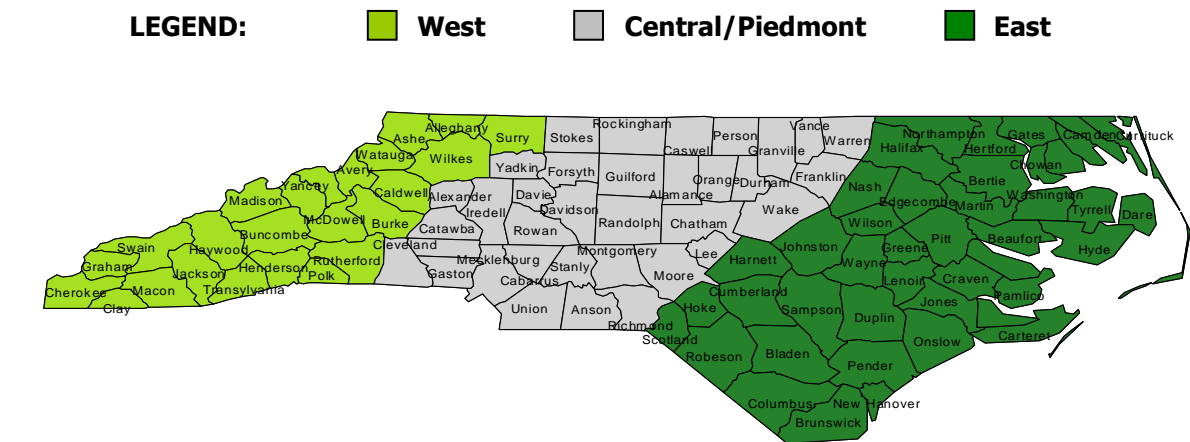 LEGEND: West Central/Piedmont East
Alleghany
Ashe
Surry
Stokes
Rockingham
Caswell
Person
Vance
Granville
Warren
Northampton
Halifax
Hertford
Gates
Camden
Currituck
Watauga
Wilkes
Yadkin
Forsyth
Guilford
Alamance
Orange
Durham
Franklin
Nash
Edgecombe
Bertie
Chowan
Martin
Washington
Tyrrell
Dare
Avery
Yancey
Madison
Caldwell
Alexander
Iredell
Davie
Davidson
Randolph
Chatham
Wake
Wilson
Pitt
Beaufort
Hyde
McDowell
Burke
Catawba
Rowan
Buncombe
Swain
Haywood
Cleveland
Rutherford
Mecklenburg
Montgomery
Lee
Johnston
Harnett
Greene
Wayne
Graham
Jackson
Henderson
Polk
Gaston
Cabarrus
Stanly
Moore
Lenoir
Craven
Pamlico
Cherokee
Macon
Transylvania
Clay
Union
Anson
Richmond
Scotland
Hoke
Cumberland
Sampson
Duplin
Jones
Carteret
Onslow
Robeson
Bladen
Pender
Columbus
New Hanover
Brunswick